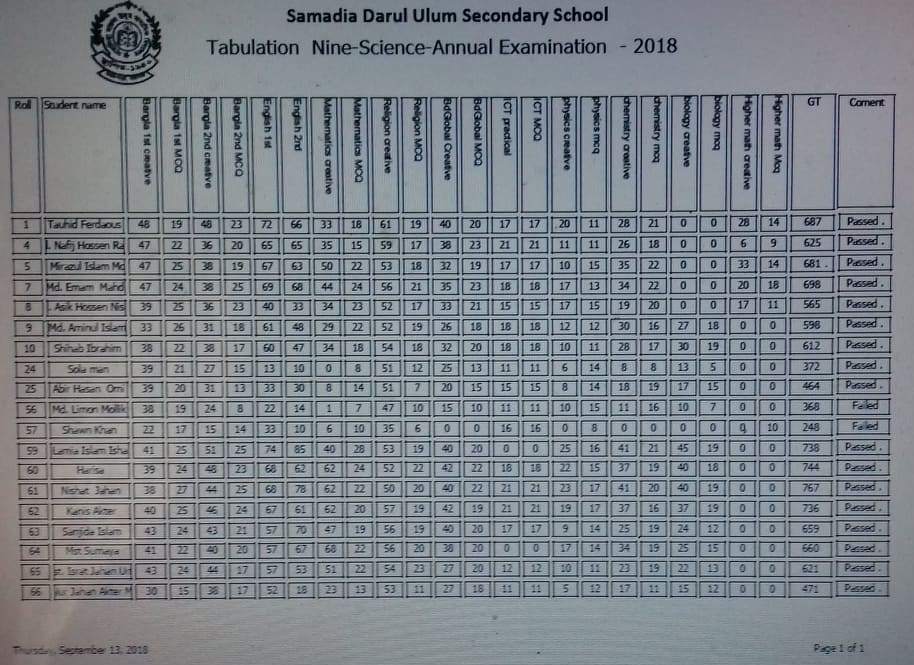 Samadia Darul Ulum Secondary School
Tabulation Nine-Science-Annual Examination - 2018
Roll Student name Bangla 1st creative Bangla 1st MCQ Bangla 2nd creative Bangla 2nd MCQ English 1st English 2nd Mathematics creative Mathematics MCQ Religion creative Religion MCQ BdGlobal Creative BdGlobal MCQ ICT practical ICT MCQ physics creative physics mcq chemistry creative chemistry mcq biology creative biology mcq Higher math creative Higher math Mcq GT Coment
1 Tauhid Ferdaous 48 19 48 23 72 66 33 18 61 19 40 20 17 17 20 11 28 21 0 0 28 14 687 Passed .
4 Nafij Hossen Ra 47 22 36 20 65 65 35 15 59 17 38 23 21 21 11 11 26 18 0 0 6 9 625 Passed .
5 Mirazul Islam Mo 47 25 38 19 67 63 50 22 53 18 32 19 17 17 10 15 35 22 0 0 33 14 681 . Passed .
7 Md. Emam Mahd 47 24 38 25 69 68 44 24 56 21 35 23 18 18 17 13 34 22 0 0 20 18 698 Passed .
8 . Asik Hossen Nis 39 25 36 23 40 33 34 23 52 17 33 21 15 15 17 15 19 20 0 0 17 11 565 Passed .
9 Md. Aminul Islam 33 26 31 18 61 48 29 22 52 19 26 18 18 18 12 12 30 16 27 18 0 0 598 Passed .
10 Shihab Ibrahim 38 22 38 17 60 47 34 18 54 18 32 20 18 18 10 11 28 17 30 19 0 0 612 Passed .
24 Sola man 39 21 27 15 13 10 0 8 51 12 25 13 11 11 6 14 8 8 13 5 0 0 372 Passed .
25 Abir Hasan Omi 39 20 31 13 33 30 8 14 51 7 20 15 15 15 8 14 18 19 17 15 0 0 464 Passed .
56 Md. Limon Mollik 38 19 24 8 22 14 1 7 47 10 15 10 11 11 10 15 11 16 10 7 0 0 368 Failed
57 Shawn Khan 22 17 15 14 33 10 6 10 35 6 0 0 16 16 0 8 0 0 0 0 10 248 Failed
59 Lamia Islam Isha 41 25 51 25 74 85 40 28 53 19 40 20 0 0 25 16 41 21 45 19 0 0 738 Passed .
60 Harisa 39 24 48 23 68 62 62 24 52 22 42 22 18 18 22 15 37 19 40 18 0 0 744 Passed .
61 Nishat Jahan 38 27 44 25 68 78 62 22 50 20 40 22 21 21 23 17 41 20 40 19 0 0 767 Passed .
62 Kanis Akter 40 25 46 24 67 61 62 20 57 19 42 19 21 21 19 17 37 16 37 19 0 0 736 Passed .
63 Samjida Islam 43 24 43 21 57 70 47 19 56 19 40 20 17 17 9 14 25 19 24 12 0 0 659 Passed .
64 Mst Sumaya 41 22 40 20 57 67 68 22 56 20 38 20 0 0 17 14 34 19 25 15 0 0 660 Passed .
65 st. Israt Jahan Ur 43 24 44 17 57 53 51 22 54 23 27 20 12 12 10 11 23 19 22 13 0 0 621 Passed .
66 Jahan Akter M 30 15 38 17 52 18 23 13 53 11 27 18 11 11 5 12 17 11 15 12 0 0 471 Passed .
Thursday, September 13, 2018
Page 1 of 1